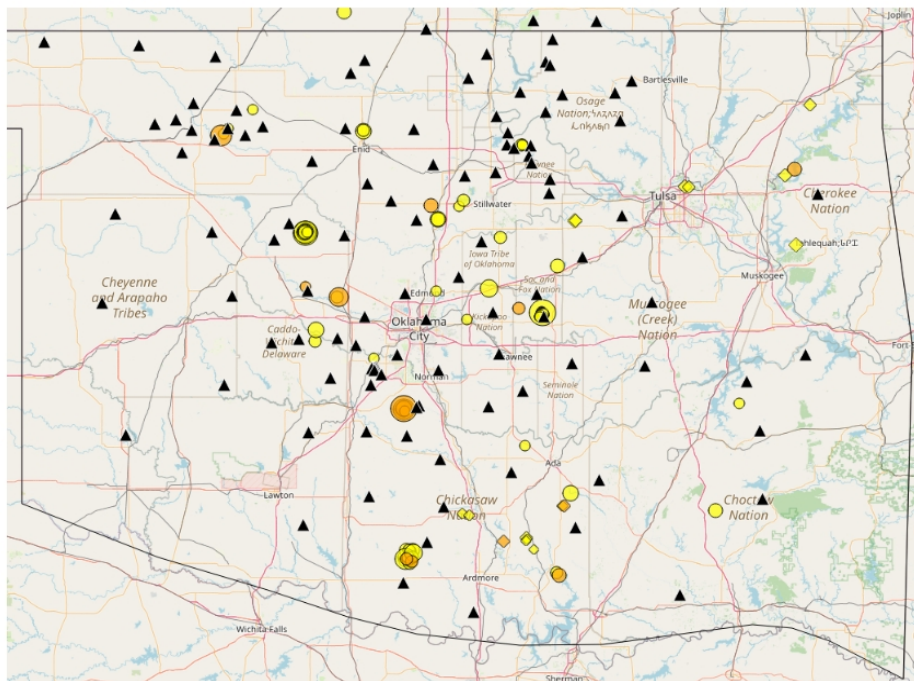 Joplin
Bartlesville
Osage
Nation;
Enid
Nation
Stillwater
Tulsa
Cherokee
Nation
Iowa Tribe
of Oklahoma
Muskogee
Cheyenne
and Arapaho
Tribes
Sac and
Fox Nation
Edmond
Muskogee
(Creek)
Nation
Oklahoma
City
Kickapoo
Nation
Caddo-
Wichita-
Delaware
Fort
Norman
Seminole
Nation
Ada
Lawton
Chickasaw
Nation
Choctaw
Nation
Ardmore
Wichita Falls
Sherman